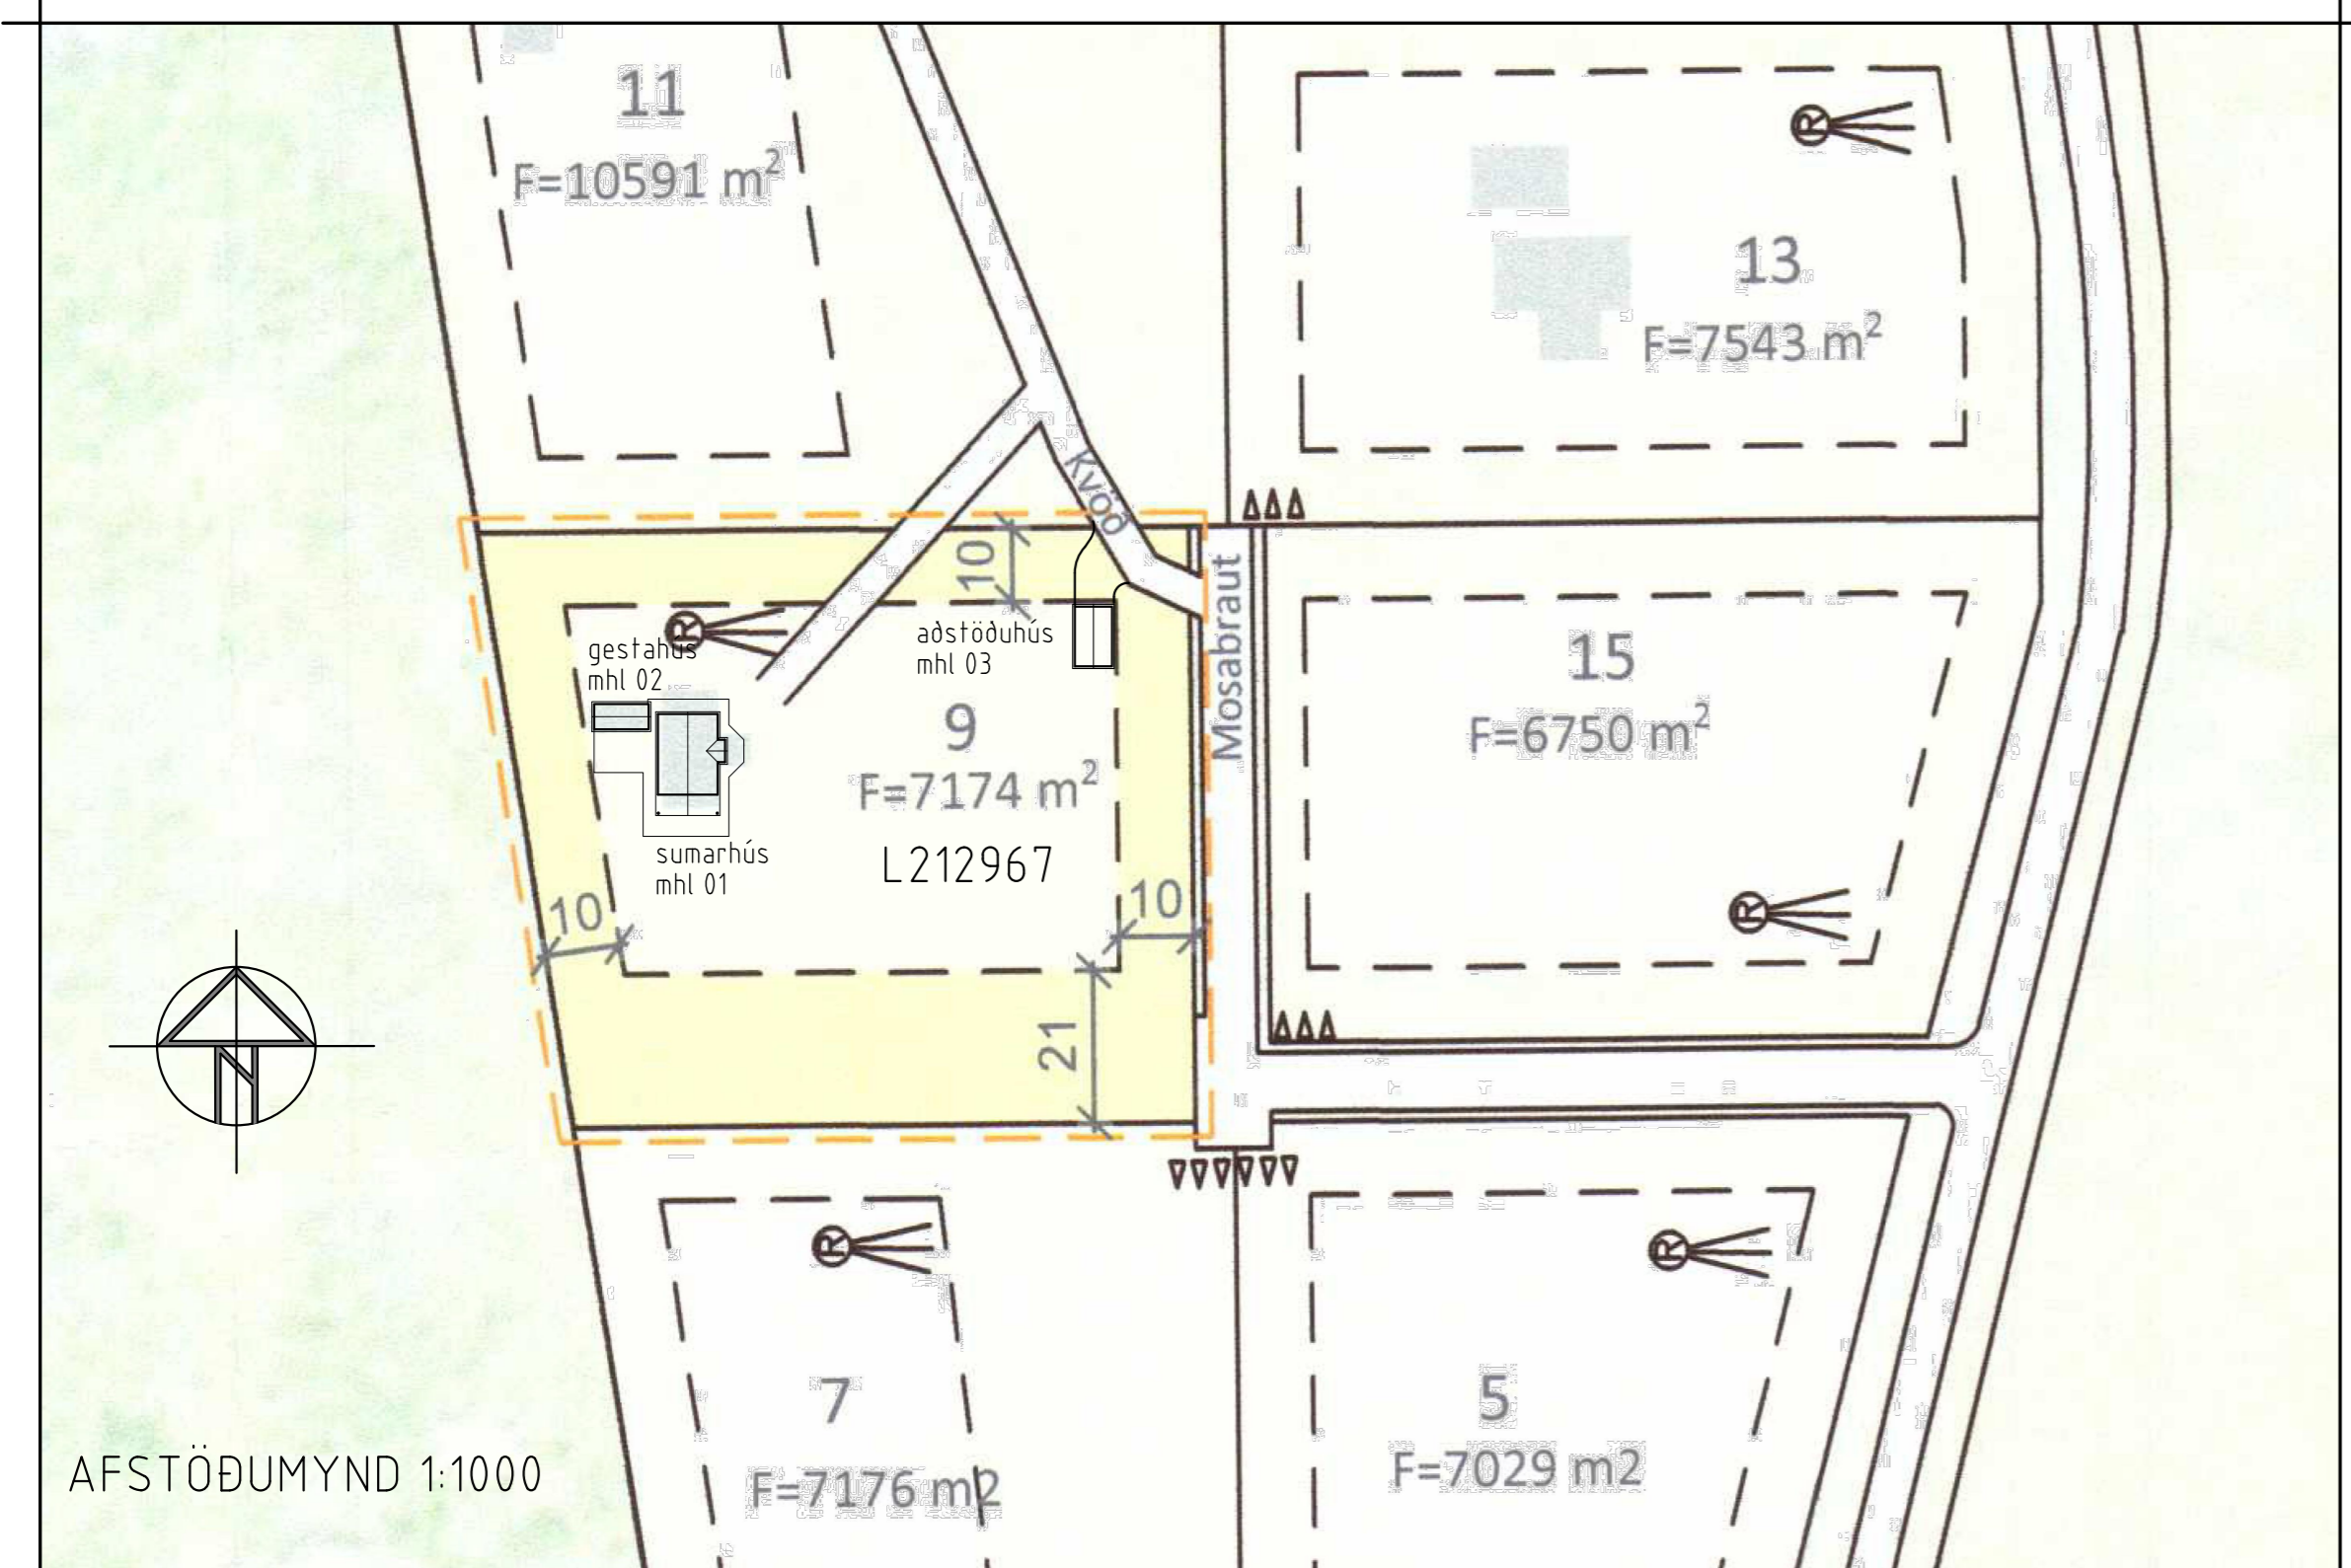 11
F=10591 m²
13
F=7543 m²
Kvöð
10
Mosabraut
R
R
gestahús
mhl 02
aðstöðuhús
mhl 03
9
F=7174 m²
L212967
sumarhús
mhl 01
10
10
21
15
F=6750 m²
R
N
7
F=7176 m2
R
5
F=7029 m2
R
AFSTÖÐUMYND 1:1000